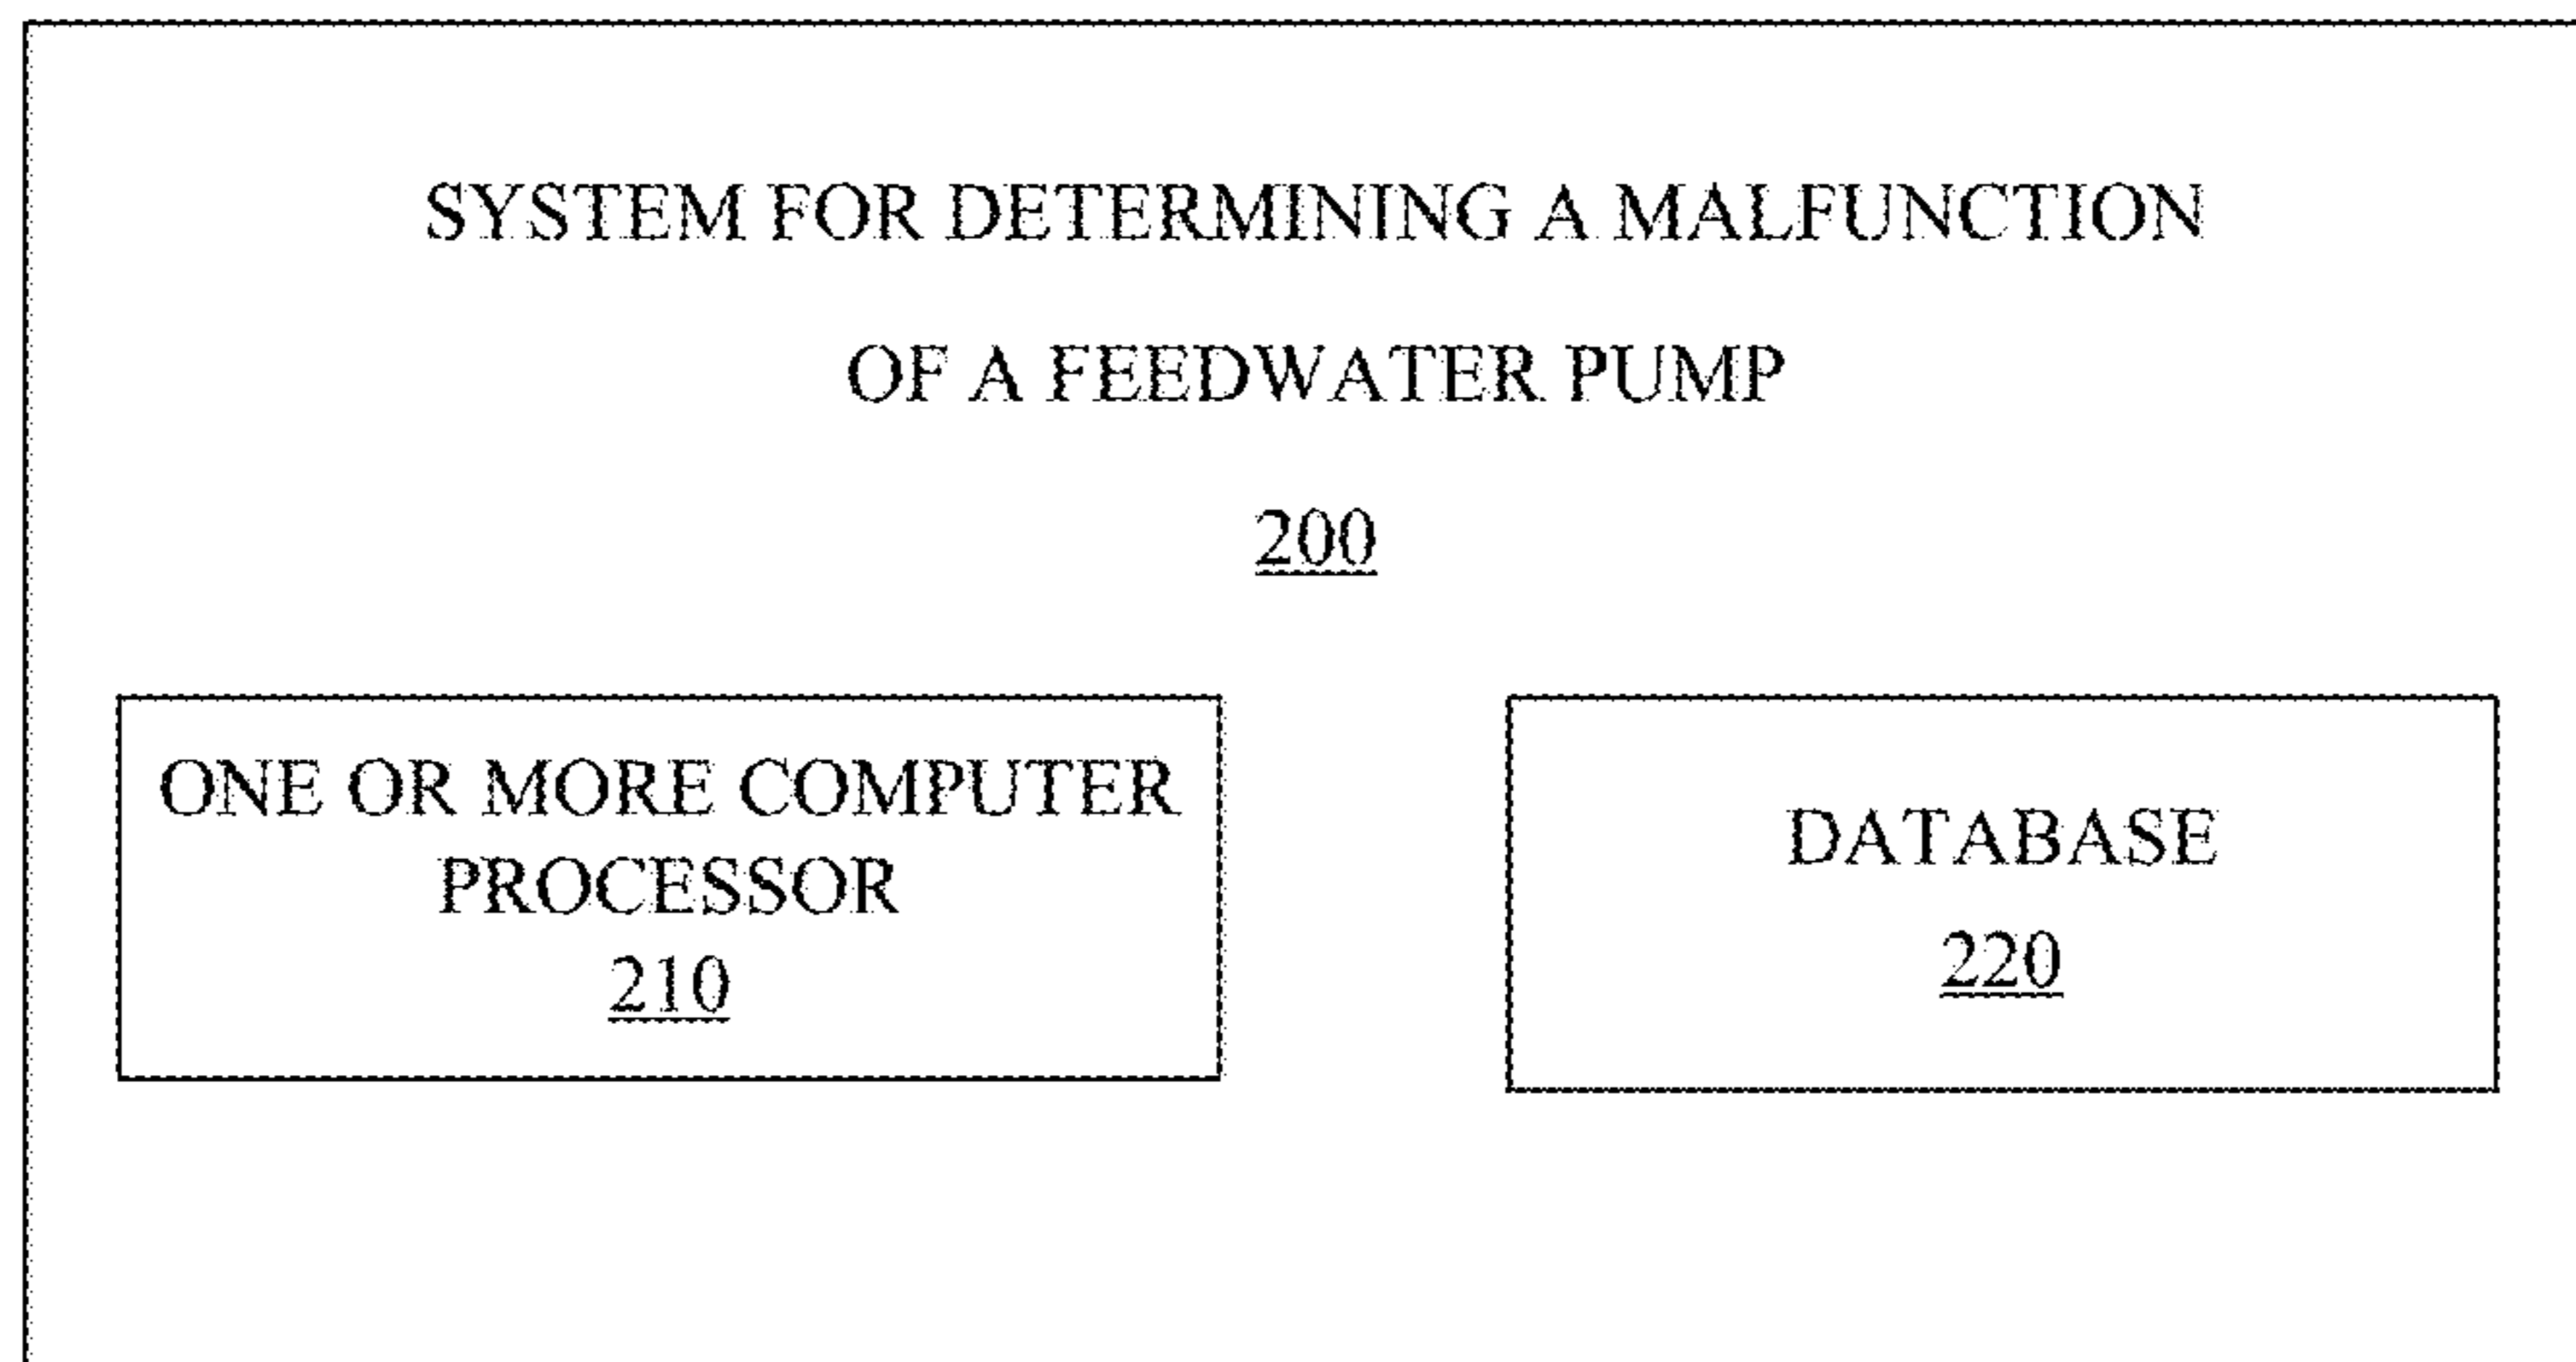 SYSTEM FOR DETERMINING A MALFUNCTION
OF A FEEDWATER PUMP
200
ONE OR MORE COMPUTER
PROCESSOR
210
DATABASE
220